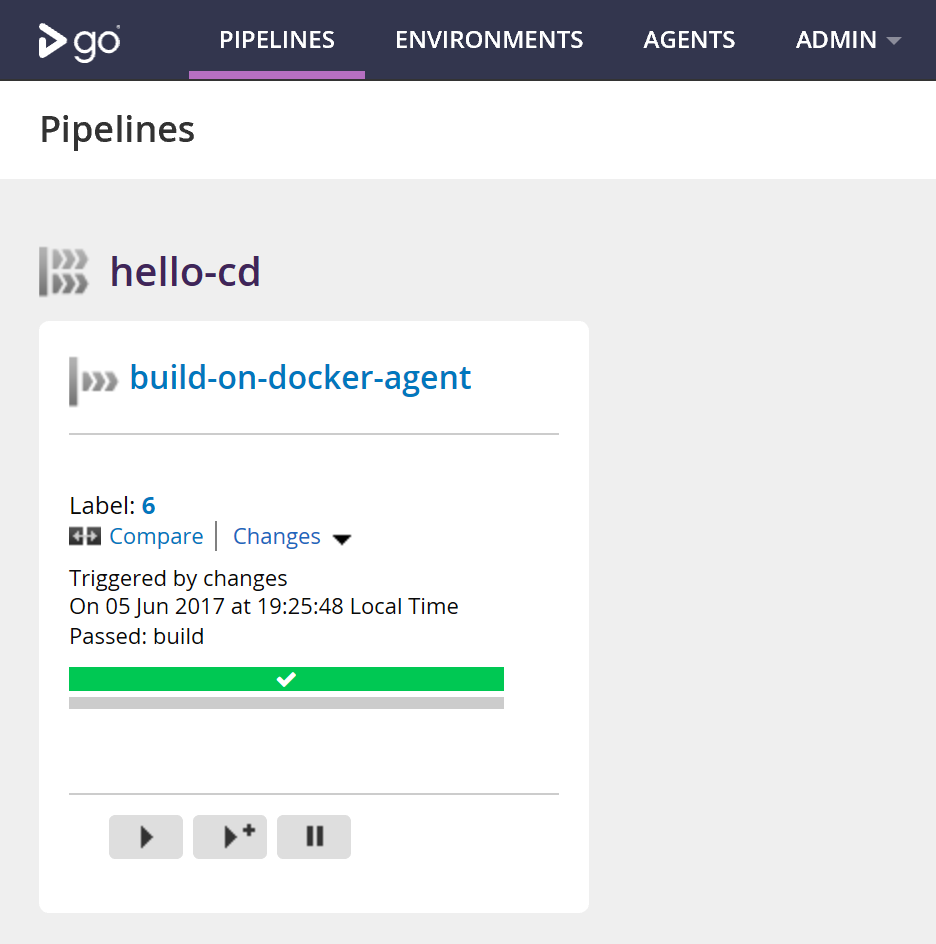 go
PIPELINES ENVIRONMENTS AGENTS ADMIN
Pipelines
hello-cd
build-on-docker-agent
Label: 6
Compare Changes
Triggered by changes
On 05 Jun 2017 at 19:25:48 Local Time
Passed: build